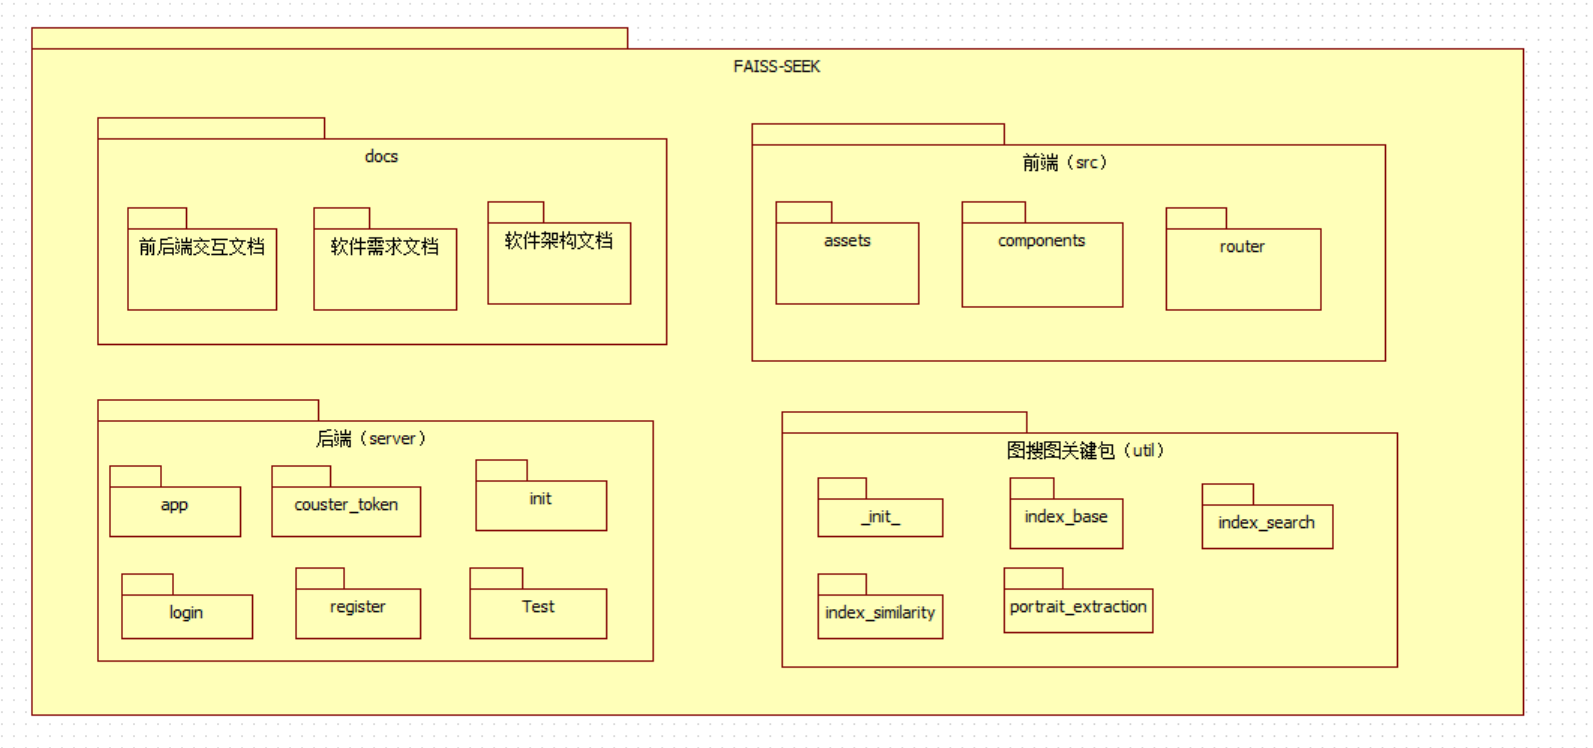 FAISS-SEEK
docs
前后端交互文档
软件需求文档
软件架构文档
前端（src）
assets
components
router
后端（server）
app
couster_token
init
login
register
Test
图搜图关键包（util）
_init_
index_base
index_search
index_similarity
portrait_extraction